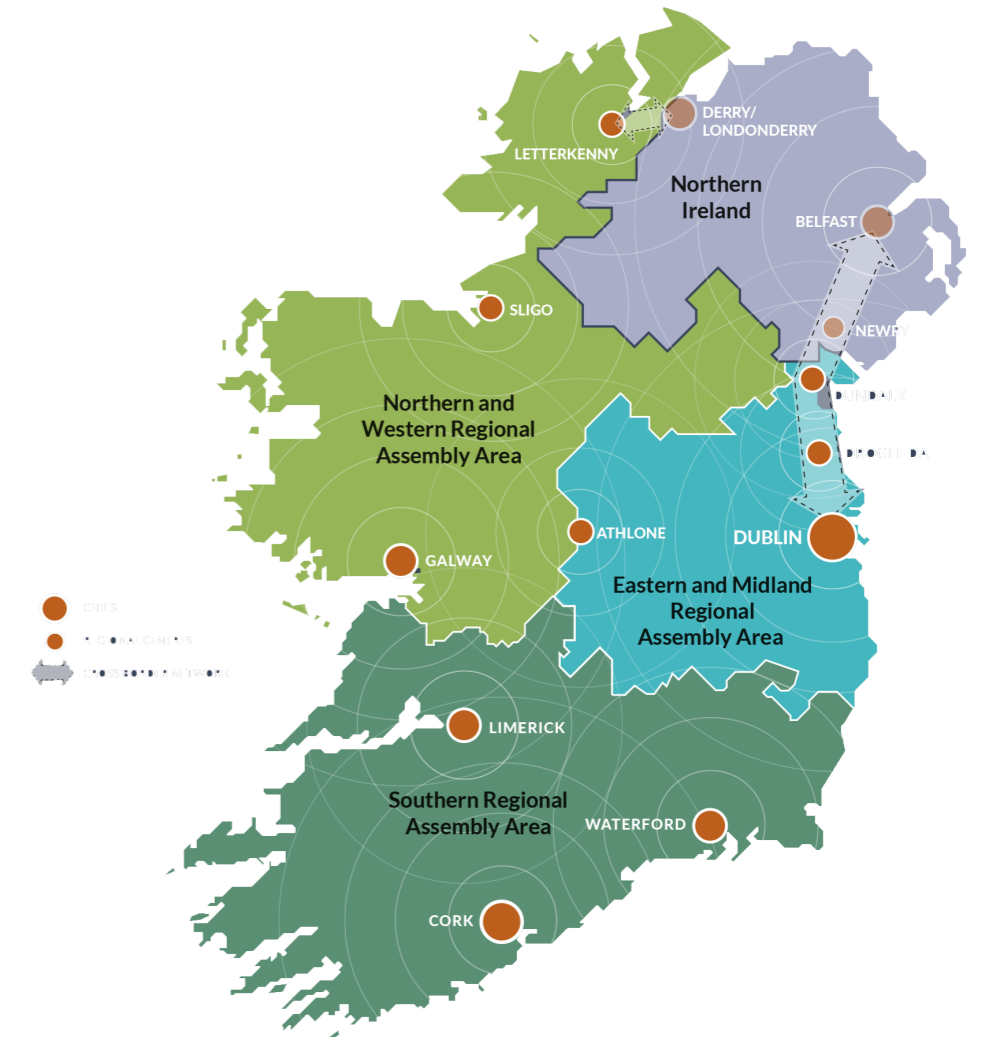 DERRY/
LONDONDERRY
LETTERKENNY
Northern
Ireland
BELFAST
SLIGO
NEWRY
Northern and
Western Regional
Assembly Area
ATHLONE
DUBLIN
GALWAY
Eastern and Midland
Regional
Assembly Area
LIMERICK
Southern Regional
Assembly Area
WATERFORD
CORK